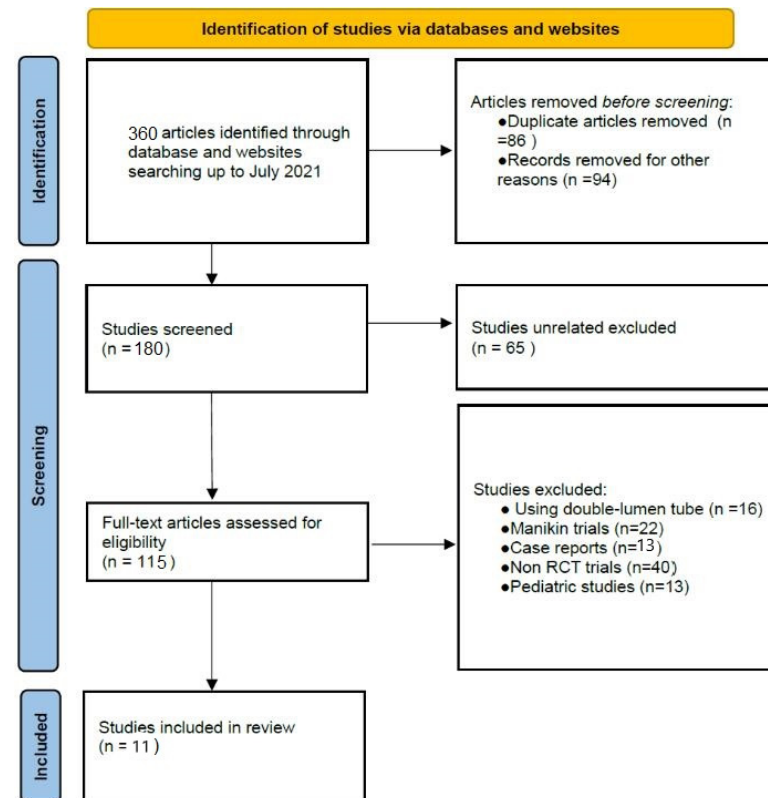 Identification of studies via databases and websites
Identification
360 articles identified through
database and websites
searching up to July 2021
Articles removed before screening:
●Duplicate articles removed (n
=86 )
●Records removed for other
reasons (n =94)
Screening
Studies screened
(n = 180)
Studies unrelated excluded
(n = 65 )
Full-text articles assessed for
eligibility
(n = 115 )
Studies excluded:
● Using double-lumen tube (n =16)
●Manikin trials (n=22)
●Case reports (n=13)
●Non RCT trials (n=40)
●Pediatric studies (n=13)
Included
Studies included in review
(n = 11 )